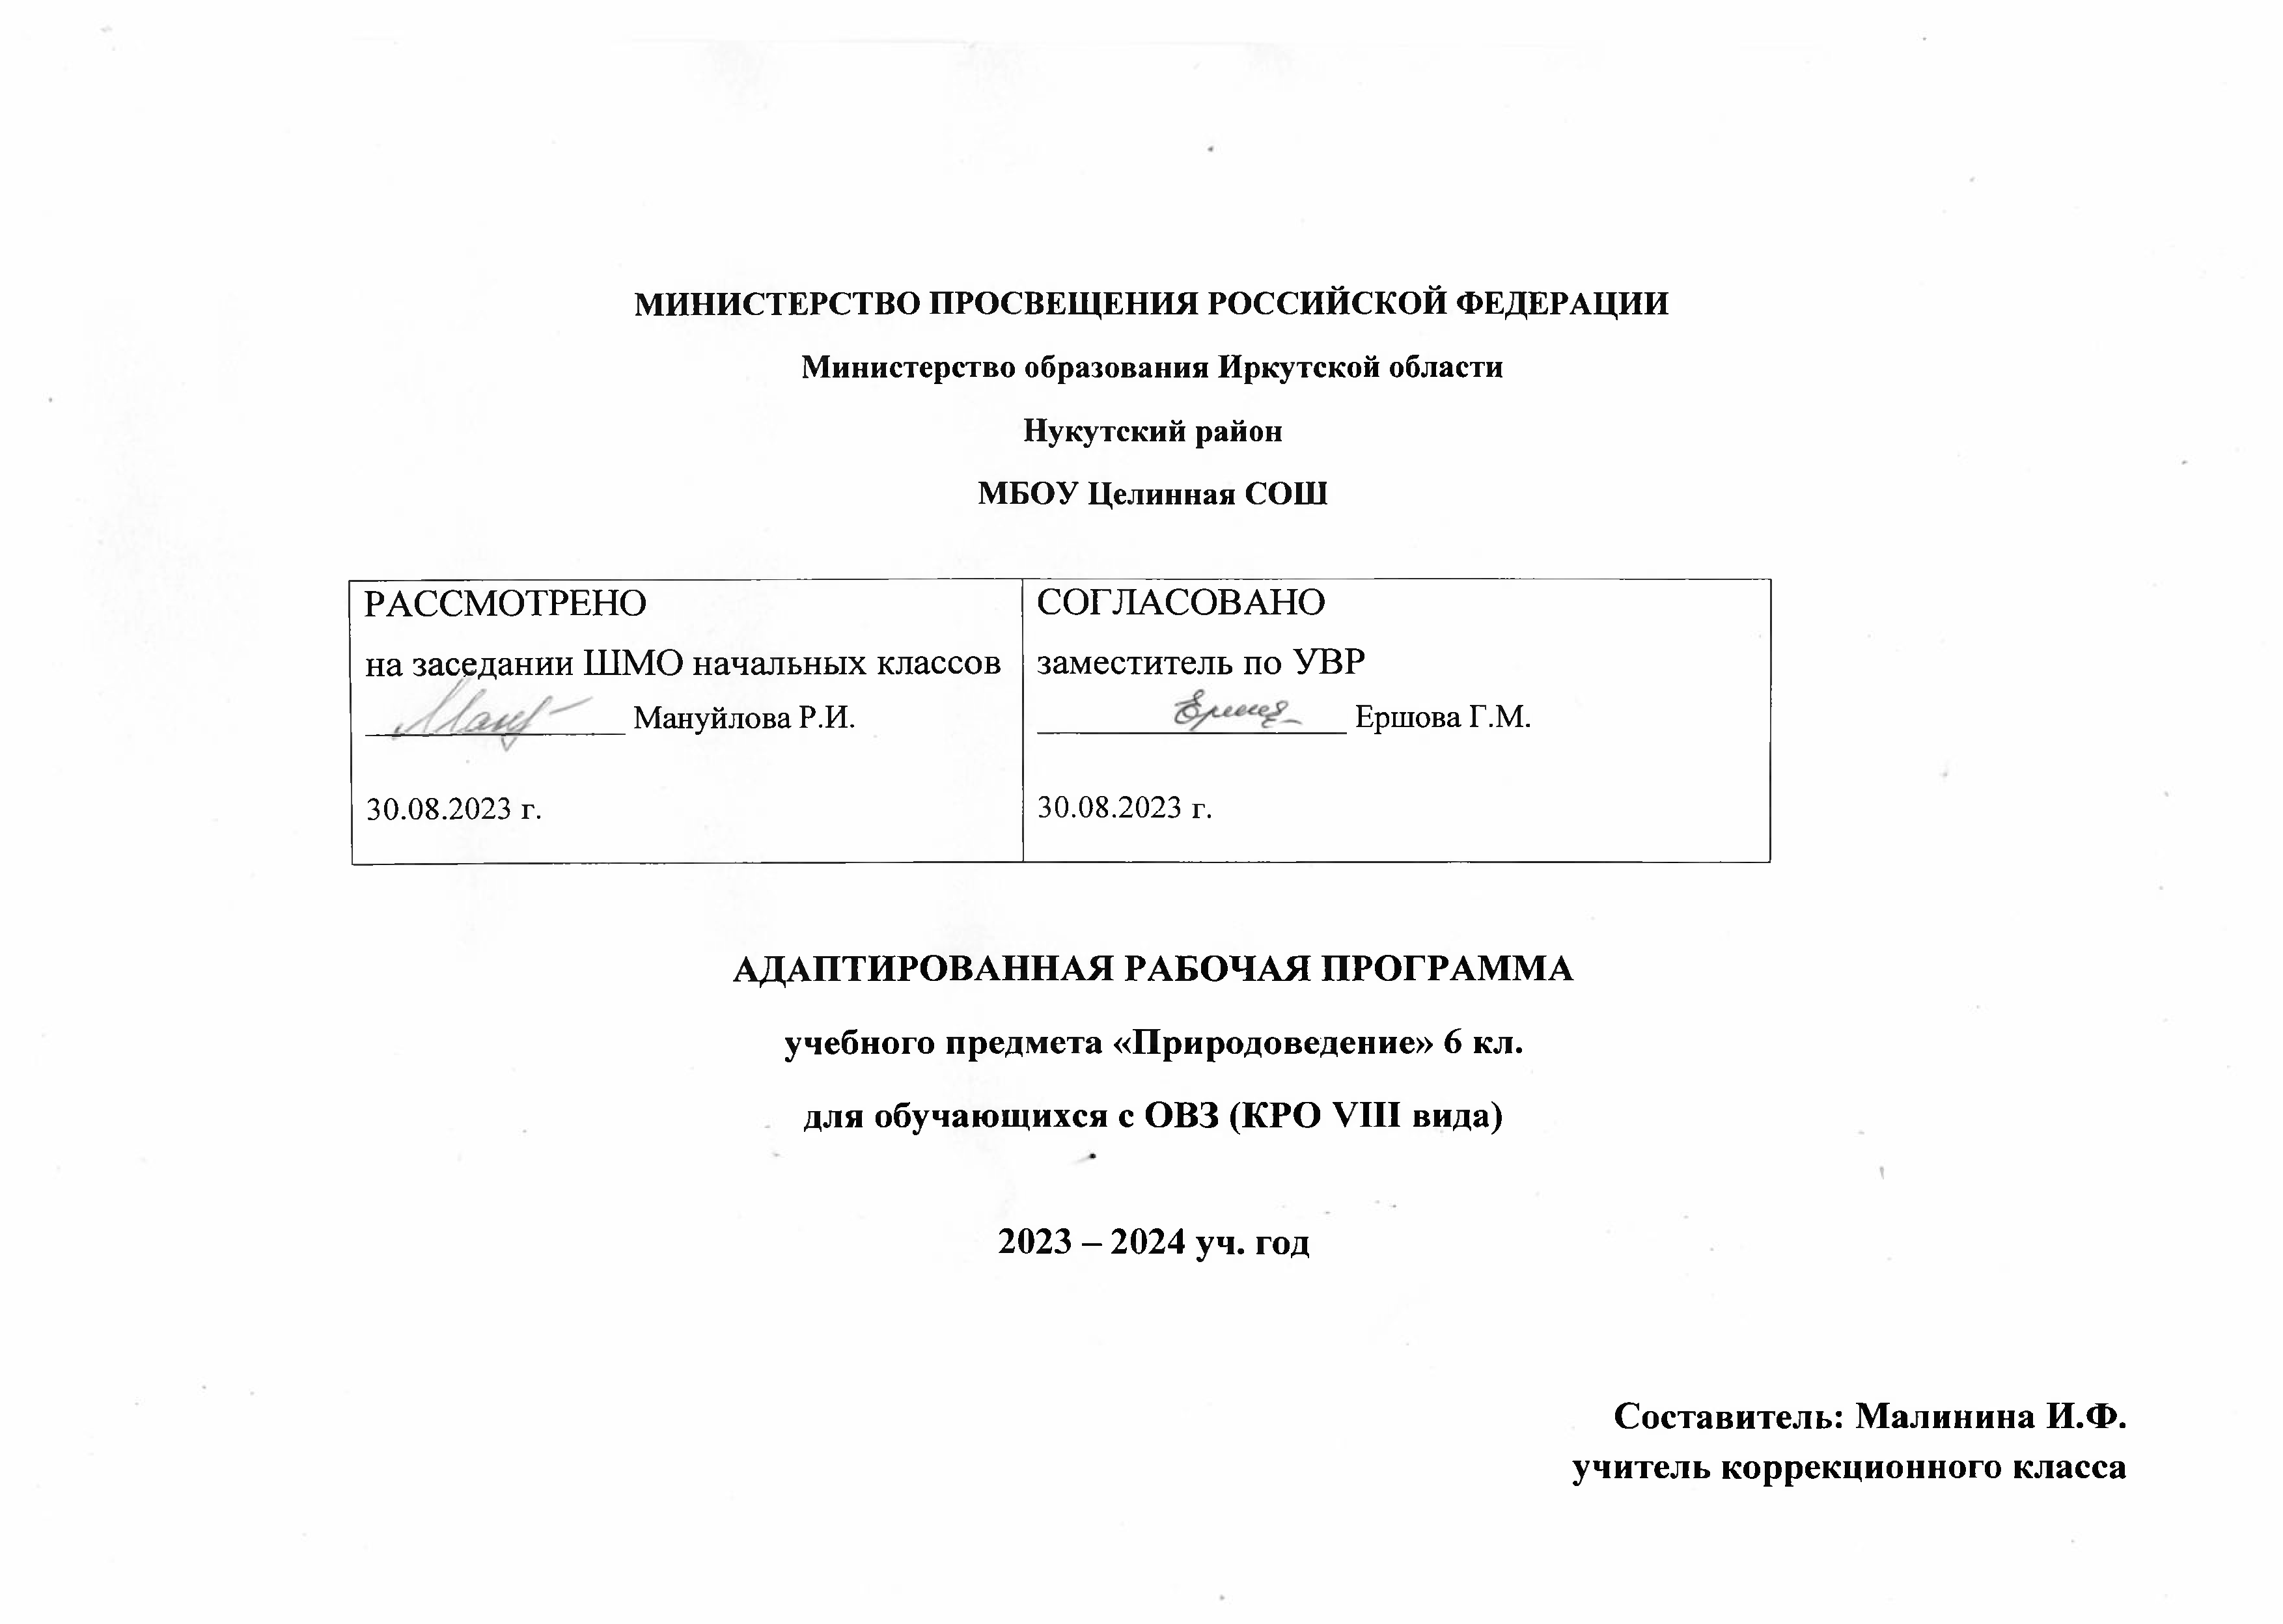 МИНИСТЕРСТВО ПРОСВЕЩЕНИЯ РОССИЙСКОЙ ФЕДЕРАЦИИ
Министерство образования Иркутской области
Нукутский район
МБОУ Целинная СОШ
РАССМОТРЕНО
на заседании ШМО начальных классов
Мануйлова Р.И.
30.08.2023 г.
СОГЛАСОВАНО
заместитель по УВР
Ершова Г.М.
30.08.2023 г.
АДАПТИРОВАННАЯ РАБОЧАЯ ПРОГРАММА
учебного предмета «Природоведение» 6 кл.
для обучающихся с ОВЗ (КРО VIII вида)
2023 – 2024 уч. год
Составитель: Малинина И.Ф.
учитель коррекционного класса